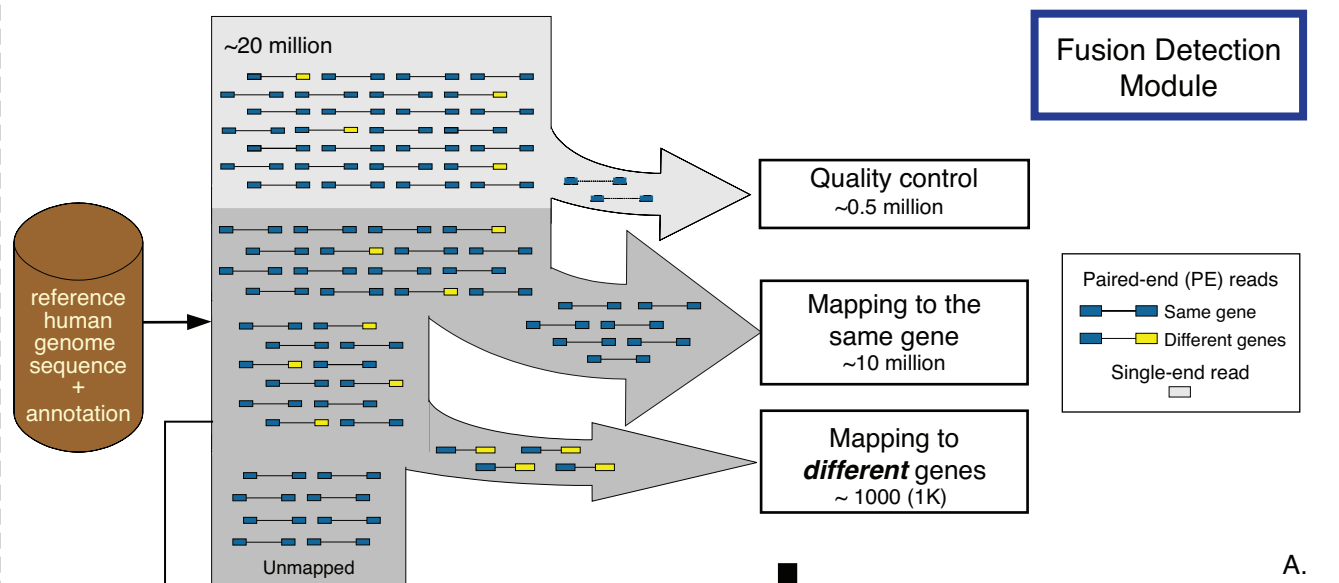 ~20 million
Fusion Detection
Module
Quality control
~0.5 million
reference
human
genome
sequence
+
annotation
Mapping to the
same gene
~10 million
Paired-end (PE) reads
Same gene
Different genes
Single-end read
Mapping to
different genes
~ 1000 (1K)
Unmapped
A.